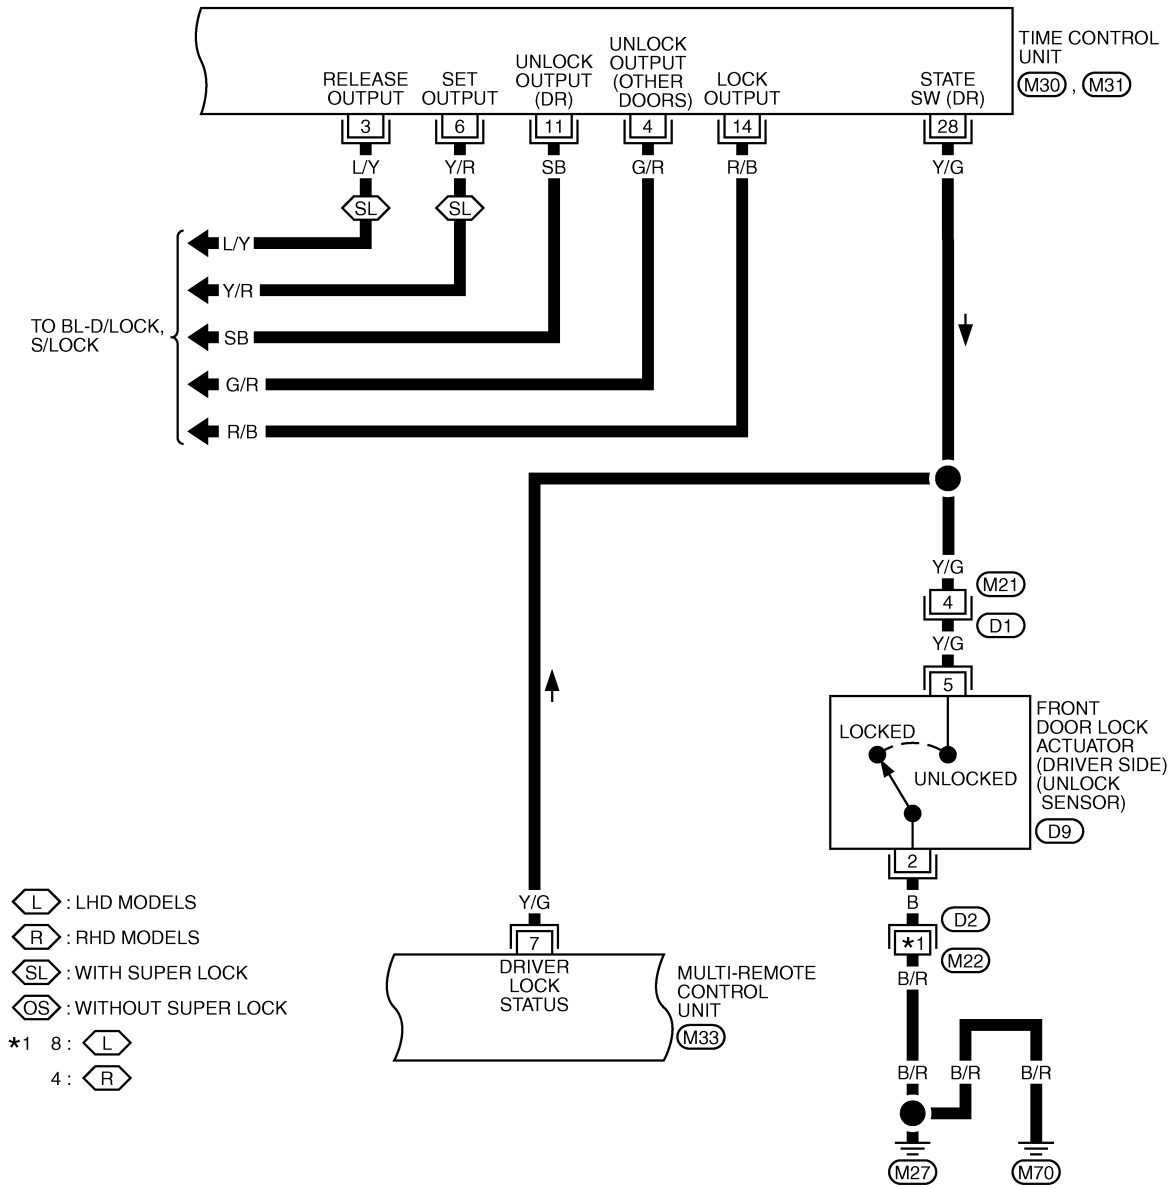 TIME CONTROL
UNIT
M30 , M31
RELEASE
OUTPUT
SET
OUTPUT
UNLOCK
OUTPUT
(DR)
UNLOCK
OUTPUT
(OTHER
DOORS)
LOCK
OUTPUT
STATE
SW (DR)
3 6 11 4 14 28
L/Y Y/R SB G/R R/B Y/G
SL SL
L/Y
Y/R
SB
G/R
R/B
TO BL-D/LOCK,
S/LOCK
Y/G
M21
4
D1
Y/G
5
LOCKED
UNLOCKED
FRONT
DOOR LOCK
ACTUATOR
(DRIVER SIDE)
(UNLOCK
SENSOR)
D9
2
B
D2
*1
M22
B/R
B/R B/R B/R
M27 M70
Y/G
7
DRIVER
LOCK
STATUS
MULTI-REMOTE
CONTROL
UNIT
M33
L : LHD MODELS
R : RHD MODELS
SL : WITH SUPER LOCK
OS : WITHOUT SUPER LOCK
*1 8 : L
4 : R